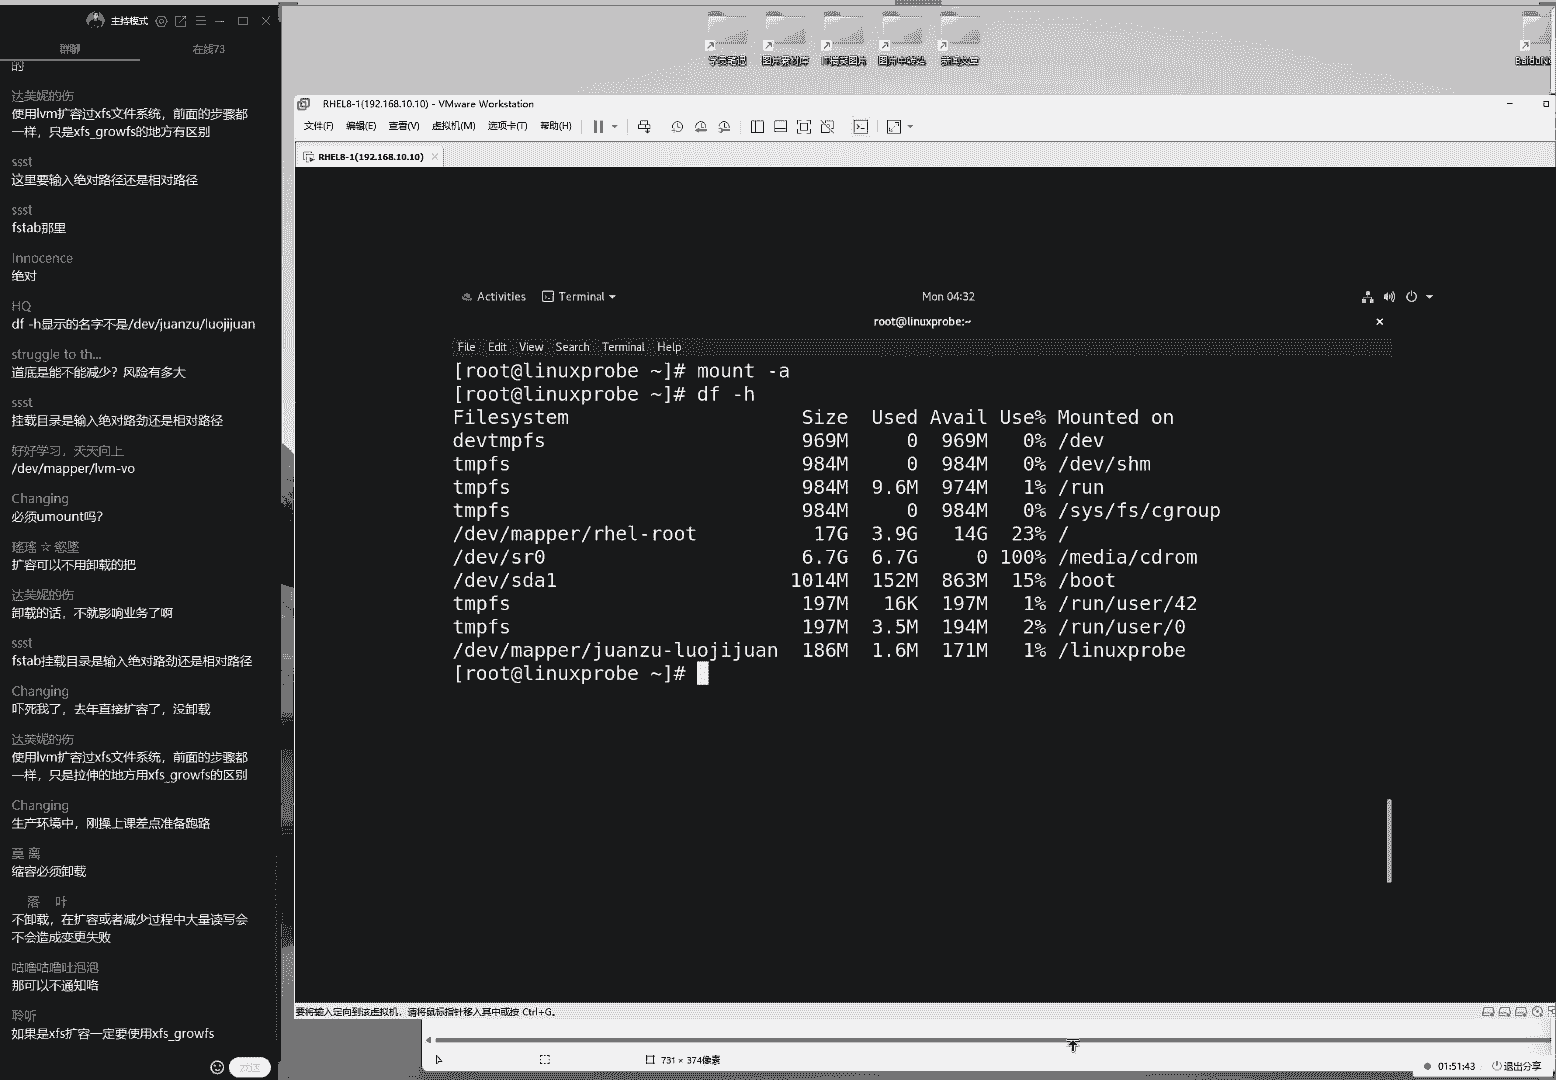 主持模式
群聊
在线73
的
达芙妮的伤
使用lvm扩容过xfs文件系统，前面的步骤都
一样，只是xfs_growfs的地方有区别
ssst
这里要输入绝对路径还是相对路径
ssst
fstab那里
Innocence
绝对
HQ
df -h显示的名字不是/dev/juanzu/luojijuan
struggle to th...
道底是能不能减少？风险有多大
ssst
挂载目录是输入绝对路劲还是相对路径
好好学习，天天向上
/dev/mapper/lvm-vo
Changing
必须umount吗？
瑤瑤 ☆ 慾墜
扩容可以不用卸载的把
达芙妮的伤
卸载的话，不就影响业务了啊
ssst
fstab挂载目录是输入绝对路劲还是相对路径
Changing
吓死我了，去年直接扩容了，没卸载
达芙妮的伤
使用lvm扩容过xfs文件系统，前面的步骤都
一样，只是拉伸的地方用xfs_growfs的区别
Changing
生产环境中，刚操上课差点准备跑路
莫 离
缩容必须卸载
落 叶
不卸载，在扩容或者减少过程中大量读写会
不会造成变更失败
咕噜咕噜吐泡泡
那可以不通知咯
聆听
如果是xfs扩容一定要使用xfs_growfs
发送
RHEL8-1(192.168.10.10) - VMware Workstation
文件(F) 编辑(E) 查看(V) 虚拟机(M) 选项卡(T) 帮助(H)
RHEL8-1(192.168.10.10)
Activities Terminal Mon 04:32
root@linuxprobe:~
File Edit View Search Terminal Help
[root@linuxprobe ~]# mount -a
[root@linuxprobe ~]# df -h
Filesystem Size Used Avail Use% Mounted on
devtmpfs 969M 0 969M 0% /dev
tmpfs 984M 0 984M 0% /dev/shm
tmpfs 984M 9.6M 974M 1% /run
tmpfs 984M 0 984M 0% /sys/fs/cgroup
/dev/mapper/rhel-root 17G 3.9G 14G 23% /
/dev/sr0 6.7G 6.7G 0 100% /media/cdrom
/dev/sda1 1014M 152M 863M 15% /boot
tmpfs 197M 16K 197M 1% /run/user/42
tmpfs 197M 3.5M 194M 2% /run/user/0
/dev/mapper/juanzu-luojijuan 186M 1.6M 171M 1% /linuxprobe
[root@linuxprobe ~]#
要将输入定向到该虚拟机，请将鼠标指针移入其中或按 Ctrl+G。
731 × 374像素
01:51:43 退出分享